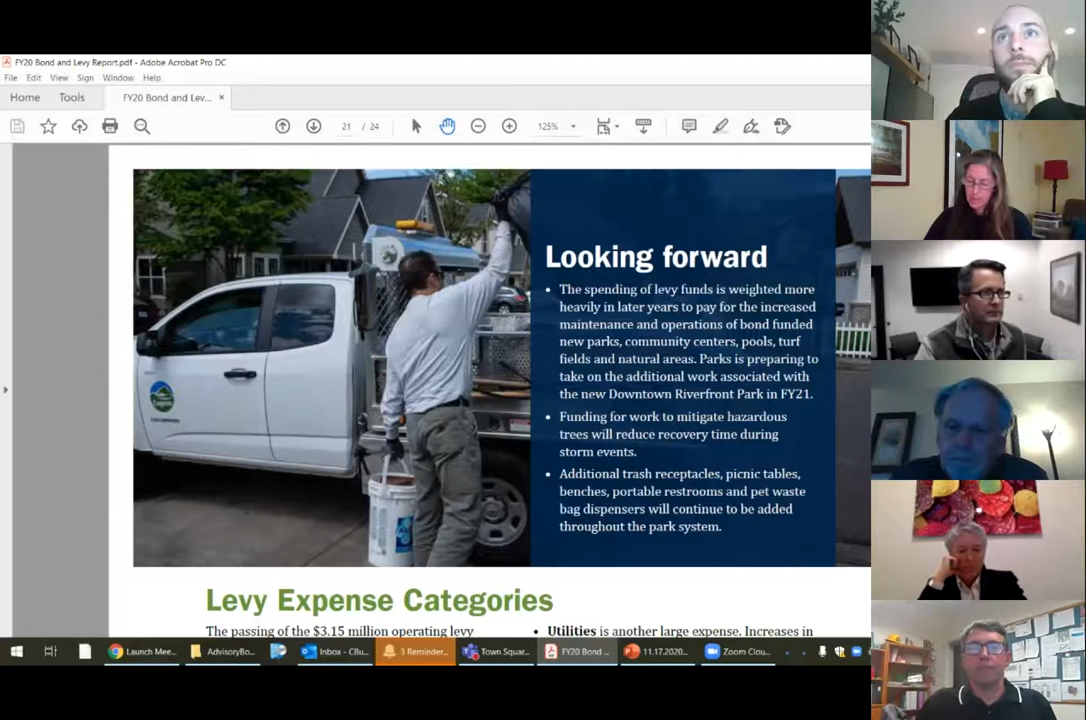 FY20 Bond and Levy Report.pdf - Adobe Acrobat Pro DC
File Edit View Sign Window Help
Home Tools FY20 Bond and Lev... ×
21 / 24 125%
Looking forward
• The spending of levy funds is weighted more
heavily in later years to pay for the increased
maintenance and operations of bond funded
new parks, community centers, pools, turf
fields and natural areas. Parks is preparing to
take on the additional work associated with
the new Downtown Riverfront Park in FY21.
• Funding for work to mitigate hazardous
trees will reduce recovery time during
storm events.
• Additional trash receptacles, picnic tables,
benches, portable restrooms and pet waste
bag dispensers will continue to be added
throughout the park system.
Levy Expense Categories
The passing of the $3.15 million operating levy
• Utilities is another large expense. Increases in
Launch Mee... AdvisoryBo... Inbox - CBu... 3 Reminder... Town Squar... FY20 Bond ... 11.17.2020... Zoom Clou...